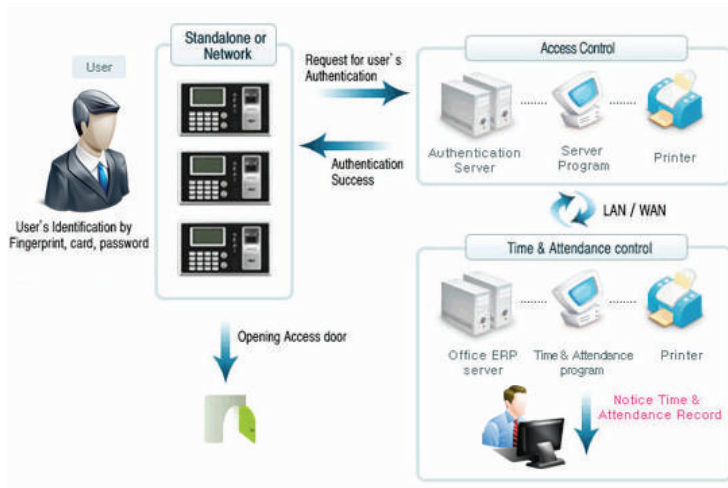 Standalone or
Network
User
User's Identification by
Fingerprint, card, password
Request for user's
Authentication
Authentication
Success
Opening Access door
Access Control
Authentication
Server
Server
Program
Printer
LAN / WAN
Time & Attendance control
Office ERP
server
Time & Attendance
program
Printer
Notice Time &
Attendance Record